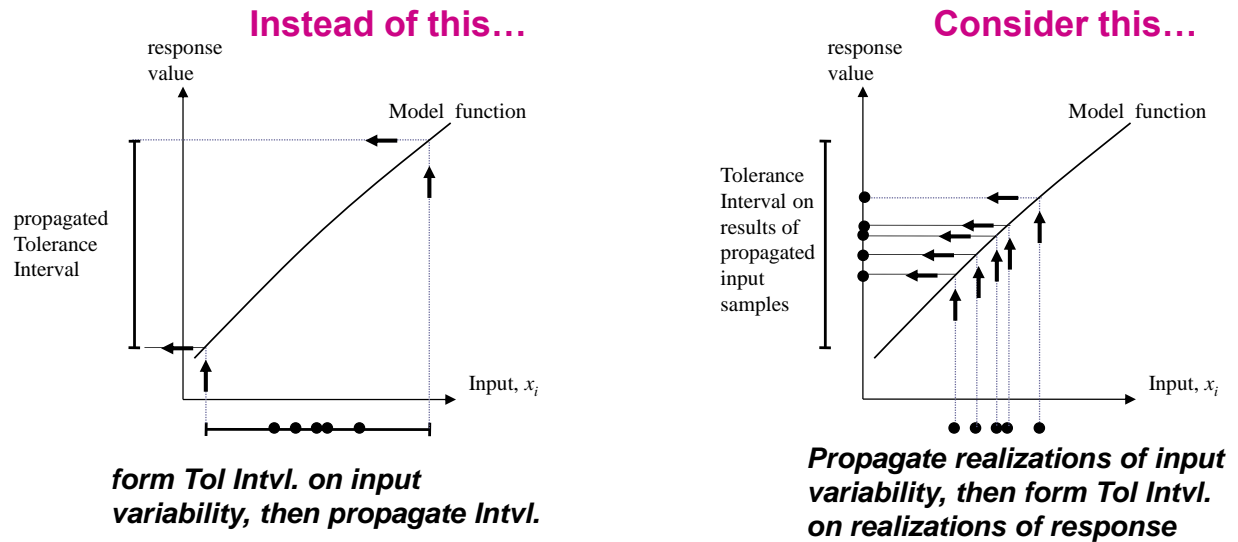 Instead of this…
response
value
Model function
propagated
Tolerance
Interval
Input, xi
form Tol Intvl. on input
variability, then propagate Intvl.
Consider this…
response
value
Model function
Tolerance
Interval on
results of
propagated
input
samples
Input, xi
Propagate realizations of input
variability, then form Tol Intvl.
on realizations of response